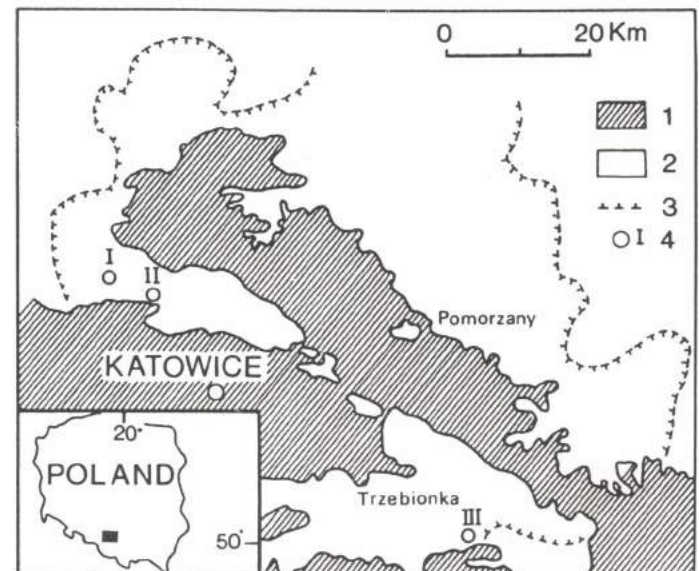 0 20 Km
1
2
3
I 4
I
II
Pomorzany
KATOWICE
20°
POLAND
Trzebionka
III
50°